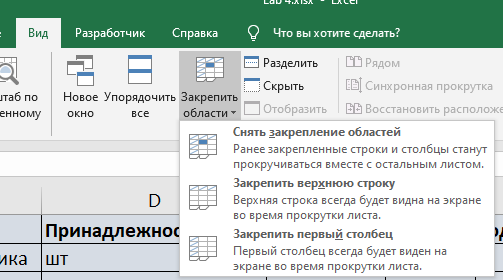 Lab 4.xlsx - Excel
Вид Разработчик Справка Что вы хотите сделать?
штаб по
енному
Новое
окно
Упорядочить
все
Закрепить
области
Разделить
Скрыть
Отобразить
Рядом
Синхронная прокрутка
Восстановить расположе
Снять закрепление областей
Ранее закрепленные строки и столбцы станут
прокручиваться вместе с остальным листом.
Закрепить верхнюю строку
Верхняя строка всегда будет видна на экране
во время прокрутки листа.
Закрепить первый столбец
Первый столбец всегда будет виден на
экране во время прокрутки листа.
D
Принадлежнос
ика шт